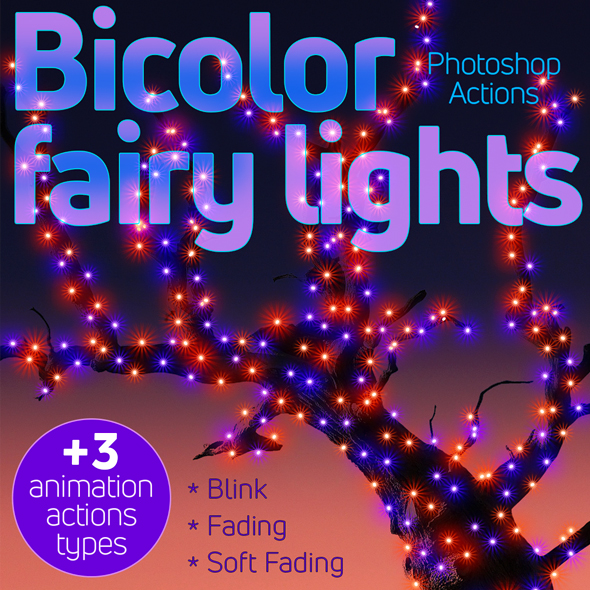 Bicolor
Photoshop
Actions
fairy lights
+3
animation
actions
types
* Blink
* Fading
* Soft Fading